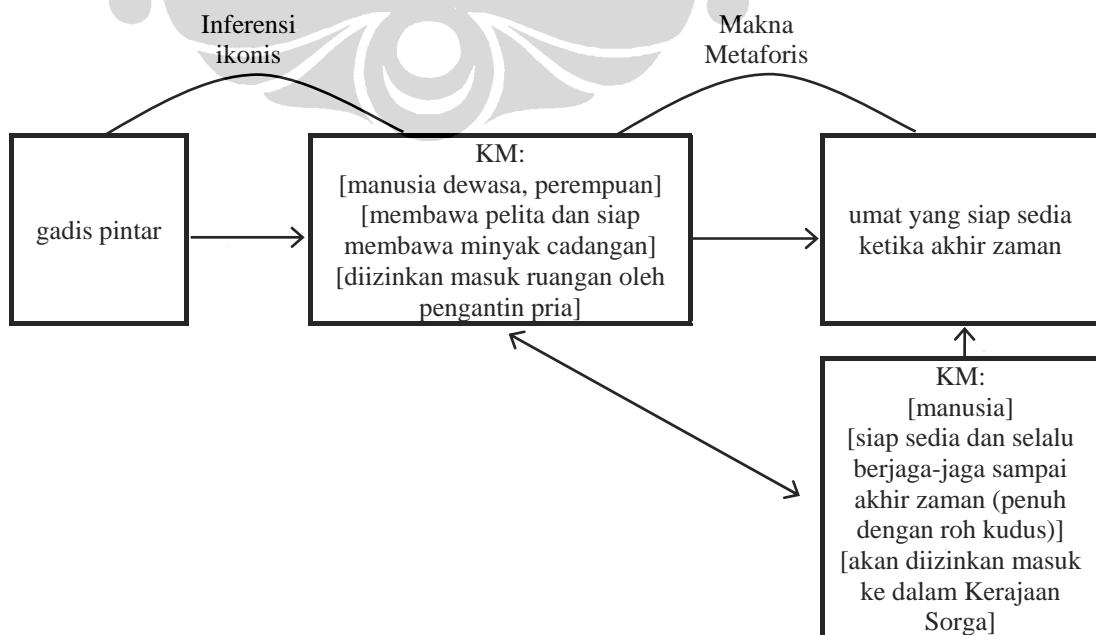 Inferensi
ikonis
Makna
Metaforis
gadis pintar
KM:
[manusia dewasa, perempuan]
[membawa pelita dan siap
membawa minyak cadangan]
[diizinkan masuk ruangan oleh
pengantin pria]
umat yang siap sedia
ketika akhir zaman
KM:
[manusia]
[siap sedia dan selalu
berjaga-jaga sampai
akhir zaman (penuh
dengan roh kudus)]
[akan diizinkan masuk
ke dalam Kerajaan
Sorga]